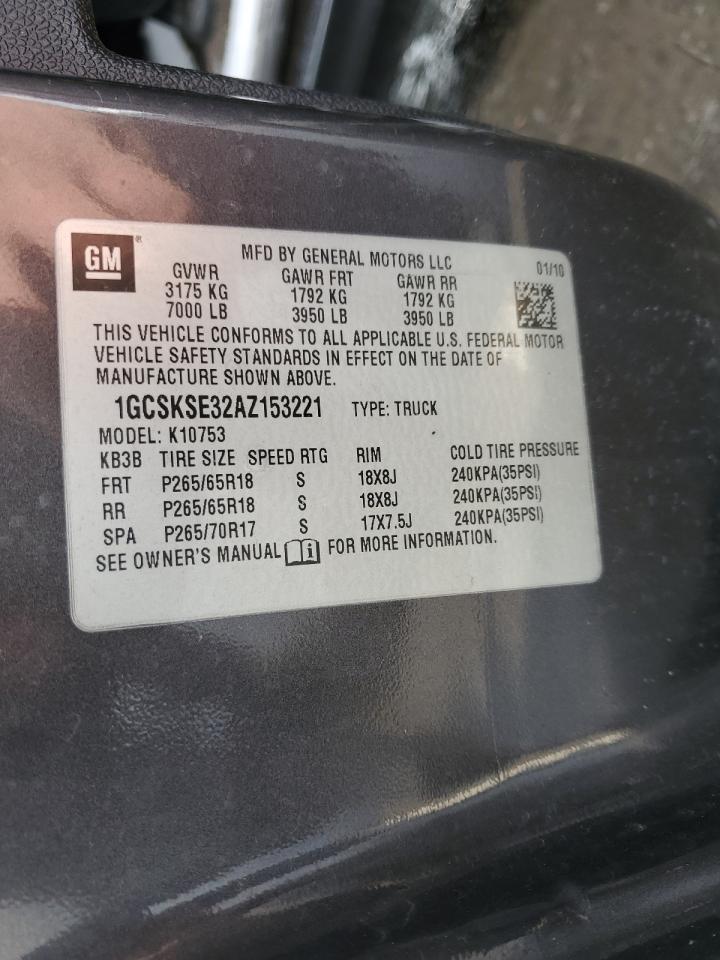 GM
MFD BY GENERAL MOTORS LLC 01/10
GVWR GAWR FRT GAWR RR
3175 KG 1792 KG 1792 KG
7000 LB 3950 LB 3950 LB
THIS VEHICLE CONFORMS TO ALL APPLICABLE U.S. FEDERAL MOTOR
VEHICLE SAFETY STANDARDS IN EFFECT ON THE DATE OF
MANUFACTURE SHOWN ABOVE.
1GCSKSE32AZ153221 TYPE: TRUCK
MODEL: K10753
KB3B TIRE SIZE SPEED RTG RIM COLD TIRE PRESSURE
FRT P265/65R18 S 18X8J 240KPA(35PSI)
RR P265/65R18 S 18X8J 240KPA(35PSI)
SPA P265/70R17 S 17X7.5J 240KPA(35PSI)
SEE OWNER'S MANUAL i FOR MORE INFORMATION.